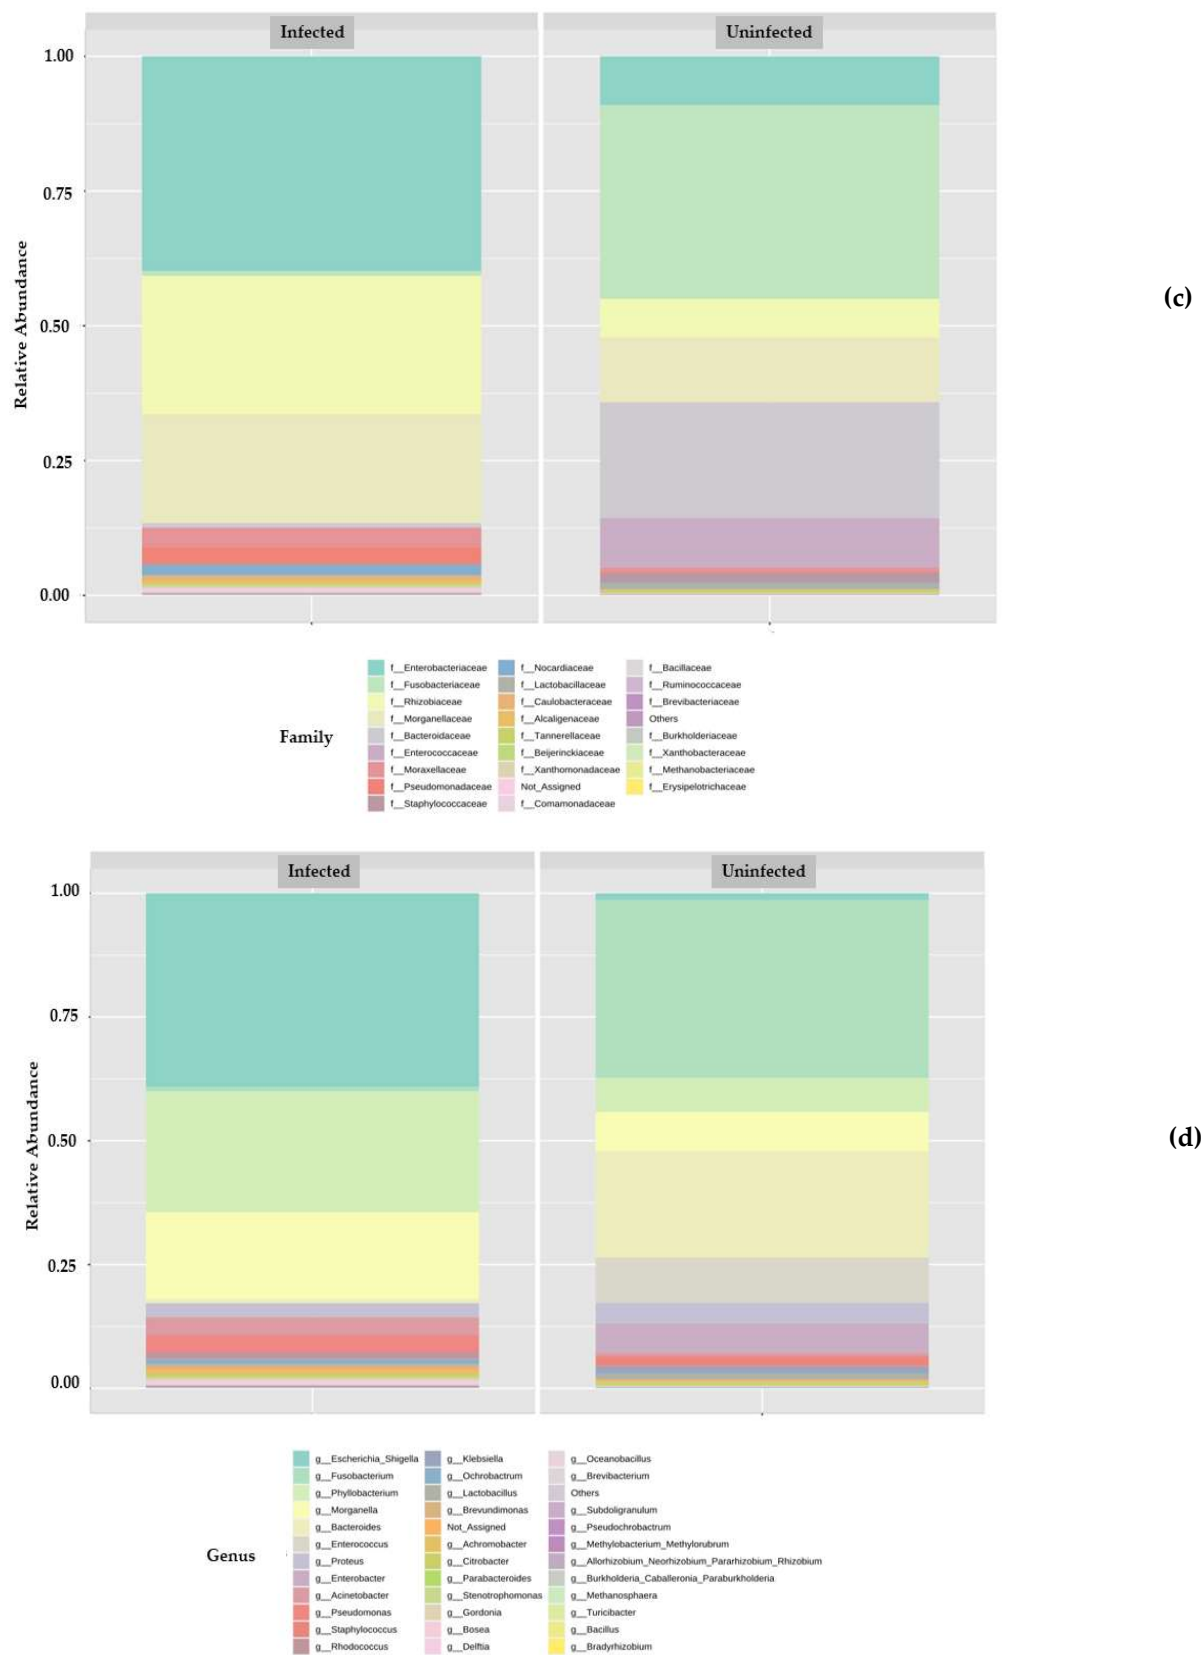 Infected Uninfected
1.00
0.75
0.50
0.25
0.00
Relative Abundance
(c)
Family
f__Enterobacteriaceae f__Nocardiaceae f__Bacillaceae
f__Fusobacteriaceae f__Lactobacillaceae f__Ruminococcaceae
f__Rhizobiaceae f__Caulobacteraceae f__Brevibacteriaceae
f__Morganellaceae f__Alcaligenaceae Others
f__Bacteroidaceae f__Tannerellaceae f__Burkholderiaceae
f__Enterococcaceae f__Beijerinckiaceae f__Xanthobacteraceae
f__Moraxellaceae f__Xanthomonadaceae f__Methanobacteriaceae
f__Pseudomonadaceae Not_Assigned f__Erysipelotrichaceae
f__Staphylococcaceae f__Comamonadaceae
Infected Uninfected
1.00
0.75
0.50
0.25
0.00
Relative Abundance
(d)
Genus
g__Escherichia_Shigella g__Klebsiella g__Oceanobacillus
g__Fusobacterium g__Ochrobactrum g__Brevibacterium
g__Phyllobacterium g__Lactobacillus Others
g__Morganella g__Brevundimonas g__Subdoligranulum
g__Bacteroides Not_Assigned g__Pseudochrobactrum
g__Enterococcus g__Achromobacter g__Methylobacterium_Methylorubrum
g__Proteus g__Citrobacter g__Allorhizobium_Neorhizobium_Pararhizobium_Rhizobium
g__Enterobacter g__Parabacteroides g__Burkholderia_Caballeronia_Paraburkholderia
g__Acinetobacter g__Stenotrophomonas g__Methanosphaera
g__Pseudomonas g__Gordonia g__Turicibacter
g__Staphylococcus g__Bosea g__Bacillus
g__Rhodococcus g__Delftia g__Bradyrhizobium